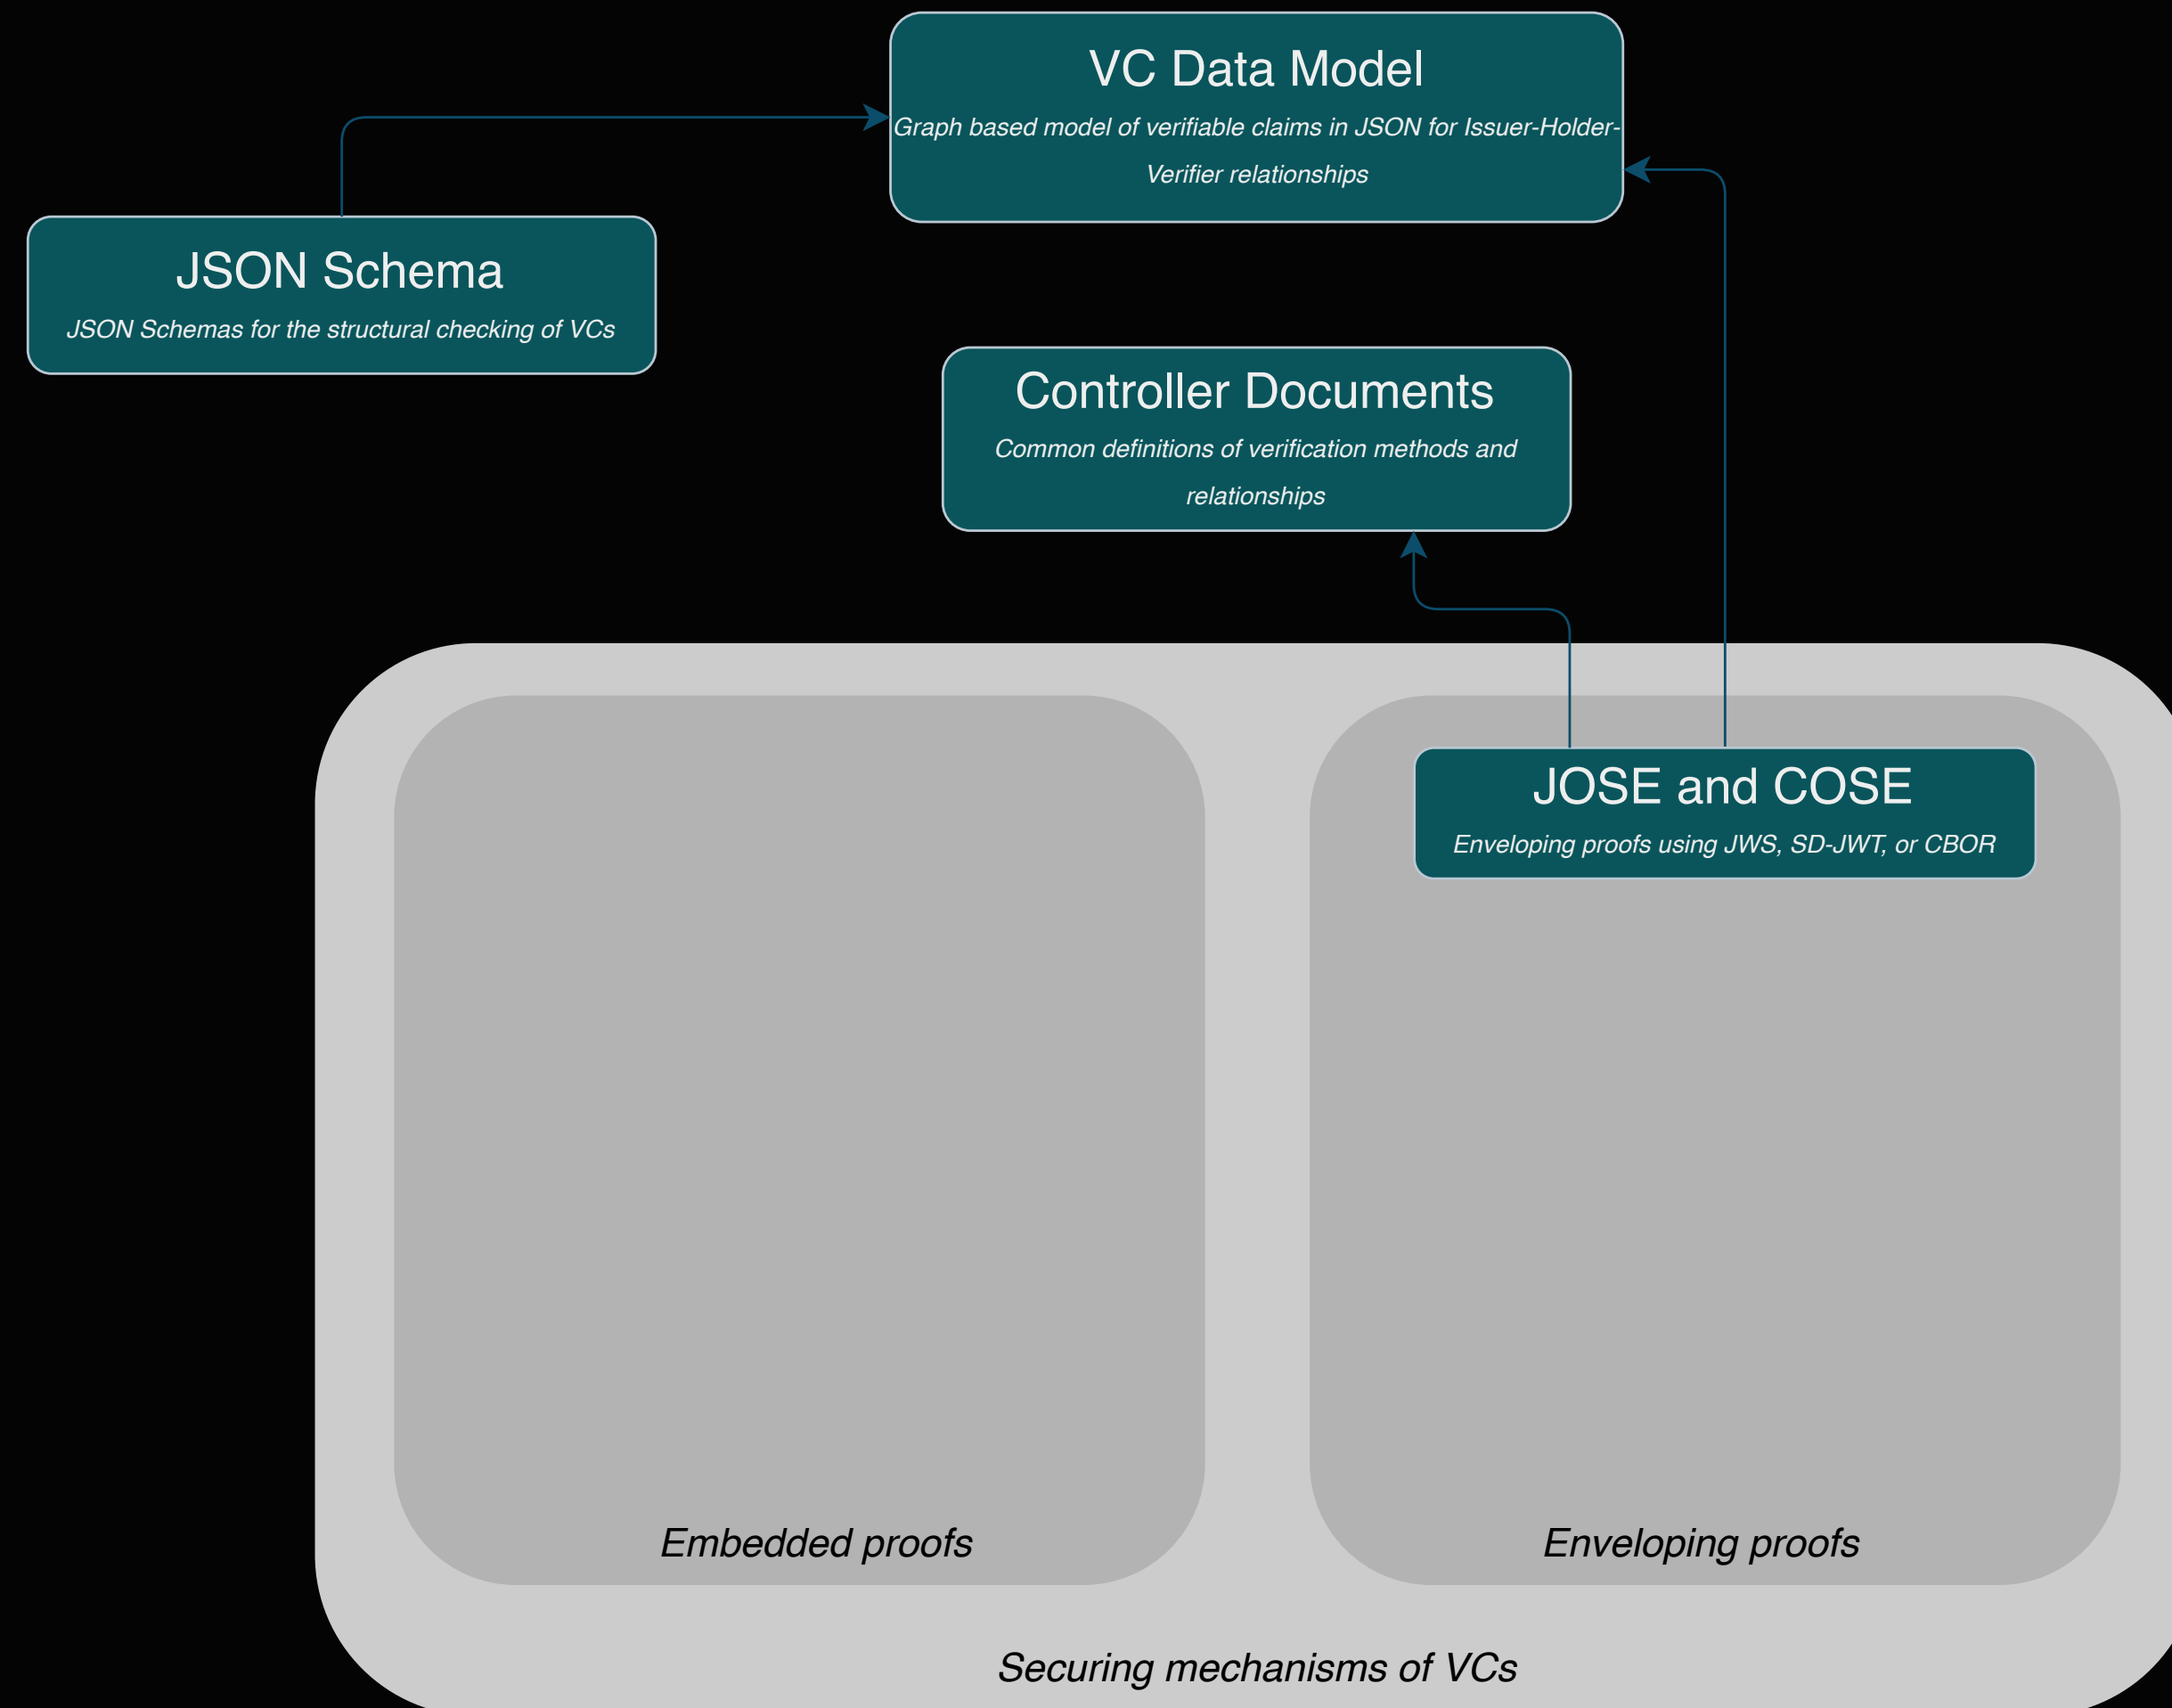 VC Data Model
Graph based model of verifiable claims in JSON for Issuer-Holder-
Verifier relationships
JSON Schema
JSON Schemas for the structural checking of VCs
Controller Documents
Common definitions of verification methods and
relationships
JOSE and COSE
Enveloping proofs using JWS, SD-JWT, or CBOR
Embedded proofs
Enveloping proofs
Securing mechanisms of VCs